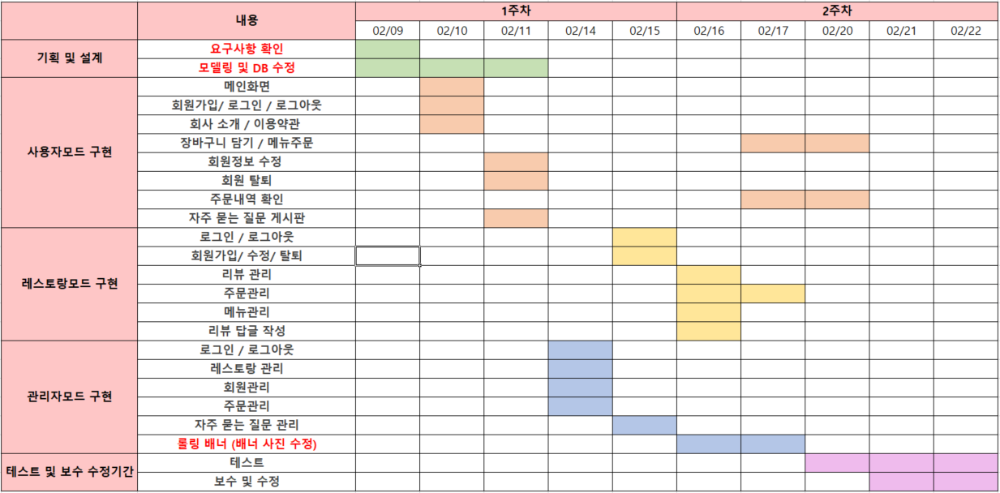 내용 1주차 2주차
02/09 02/10 02/11 02/14 02/15 02/16 02/17 02/20 02/21 02/22
기획 및 설계
요구사항 확인
모델링 및 DB 수정
사용자모드 구현
메인화면
회원가입/ 로그인 / 로그아웃
회사 소개 / 이용약관
장바구니 담기 / 메뉴주문
회원정보 수정
회원 탈퇴
주문내역 확인
자주 묻는 질문 게시판
레스토랑모드 구현
로그인 / 로그아웃
회원가입/ 수정/ 탈퇴
리뷰 관리
주문관리
메뉴관리
리뷰 답글 작성
관리자모드 구현
로그인 / 로그아웃
레스토랑 관리
회원관리
주문관리
자주 묻는 질문 관리
롤링 배너 (배너 사진 수정)
테스트 및 보수 수정기간
테스트
보수 및 수정